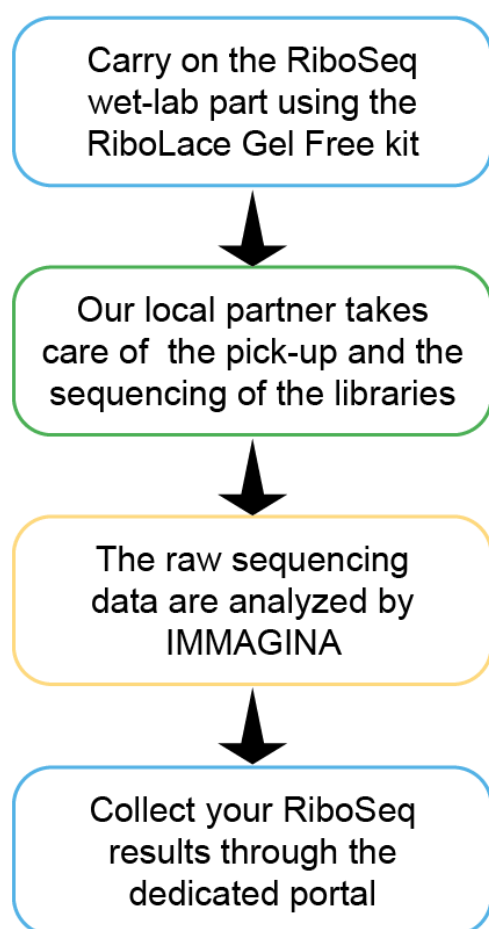 Carry on the RiboSeq
wet-lab part using the
RiboLace Gel Free kit
Our local partner takes
care of  the pick-up and the
sequencing of the libraries
The raw sequencing
data are analyzed by
IMMAGINA
Collect your RiboSeq
results through the
dedicated portal